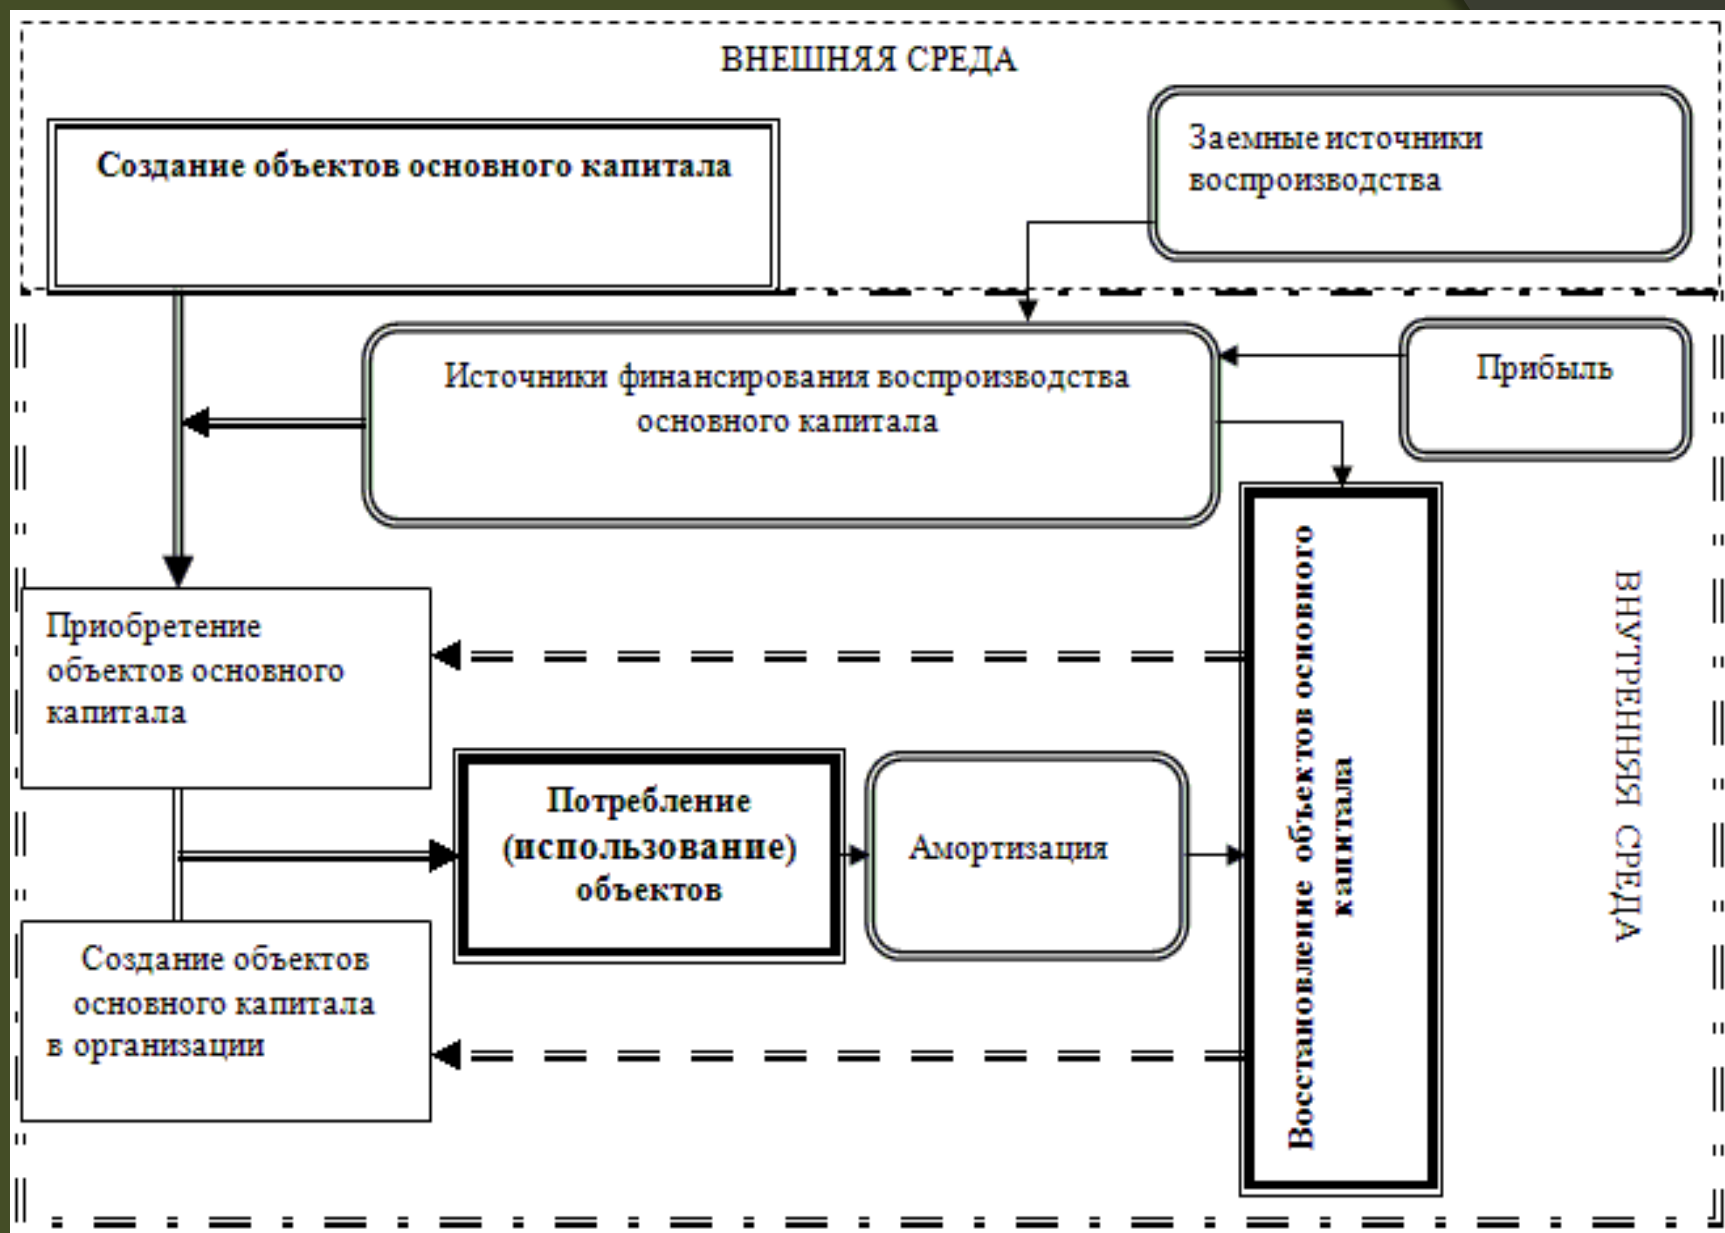 ВНЕШНЯЯ СРЕДА
Создание объектов основного капитала
Заемные источники
воспроизводства
Источники финансирования воспроизводства
основного капитала
Прибыль
Приобретение
объектов основного
капитала
Потребление
(использование)
объектов
Амортизация
Восстановление объектов основного
капитала
ВНУТРЕННЯЯ СРЕДА
Создание объектов
основного капитала
в организации